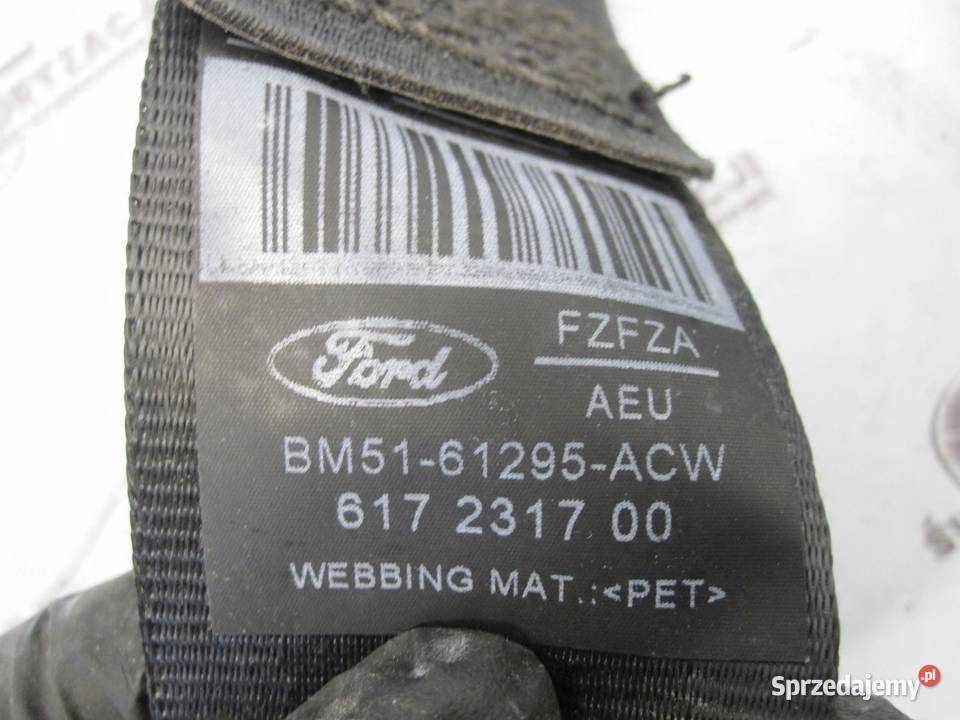 Ford
FZFZA
AEU
BM51-61295-ACW
617 2317 00
WEBBING MAT.:<PET>
Sprzedajemy.pl